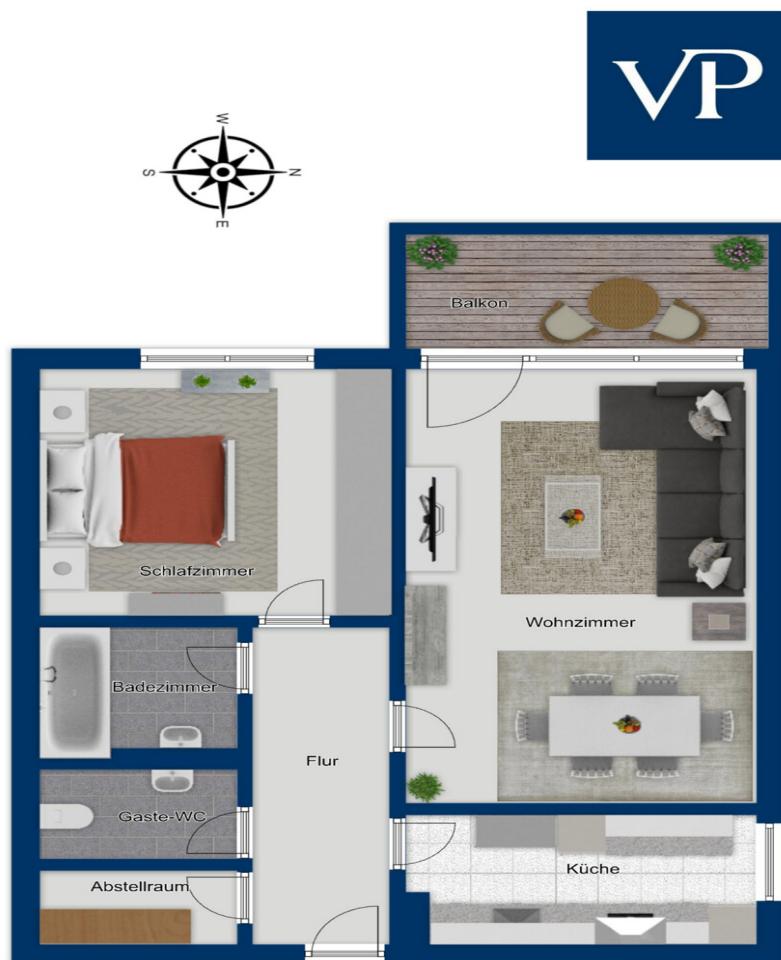 VP
W
S N
E
Balkon
Schlafzimmer
Wohnzimmer
Badezimmer
Flur
Gäste-WC
Küche
Abstellraum